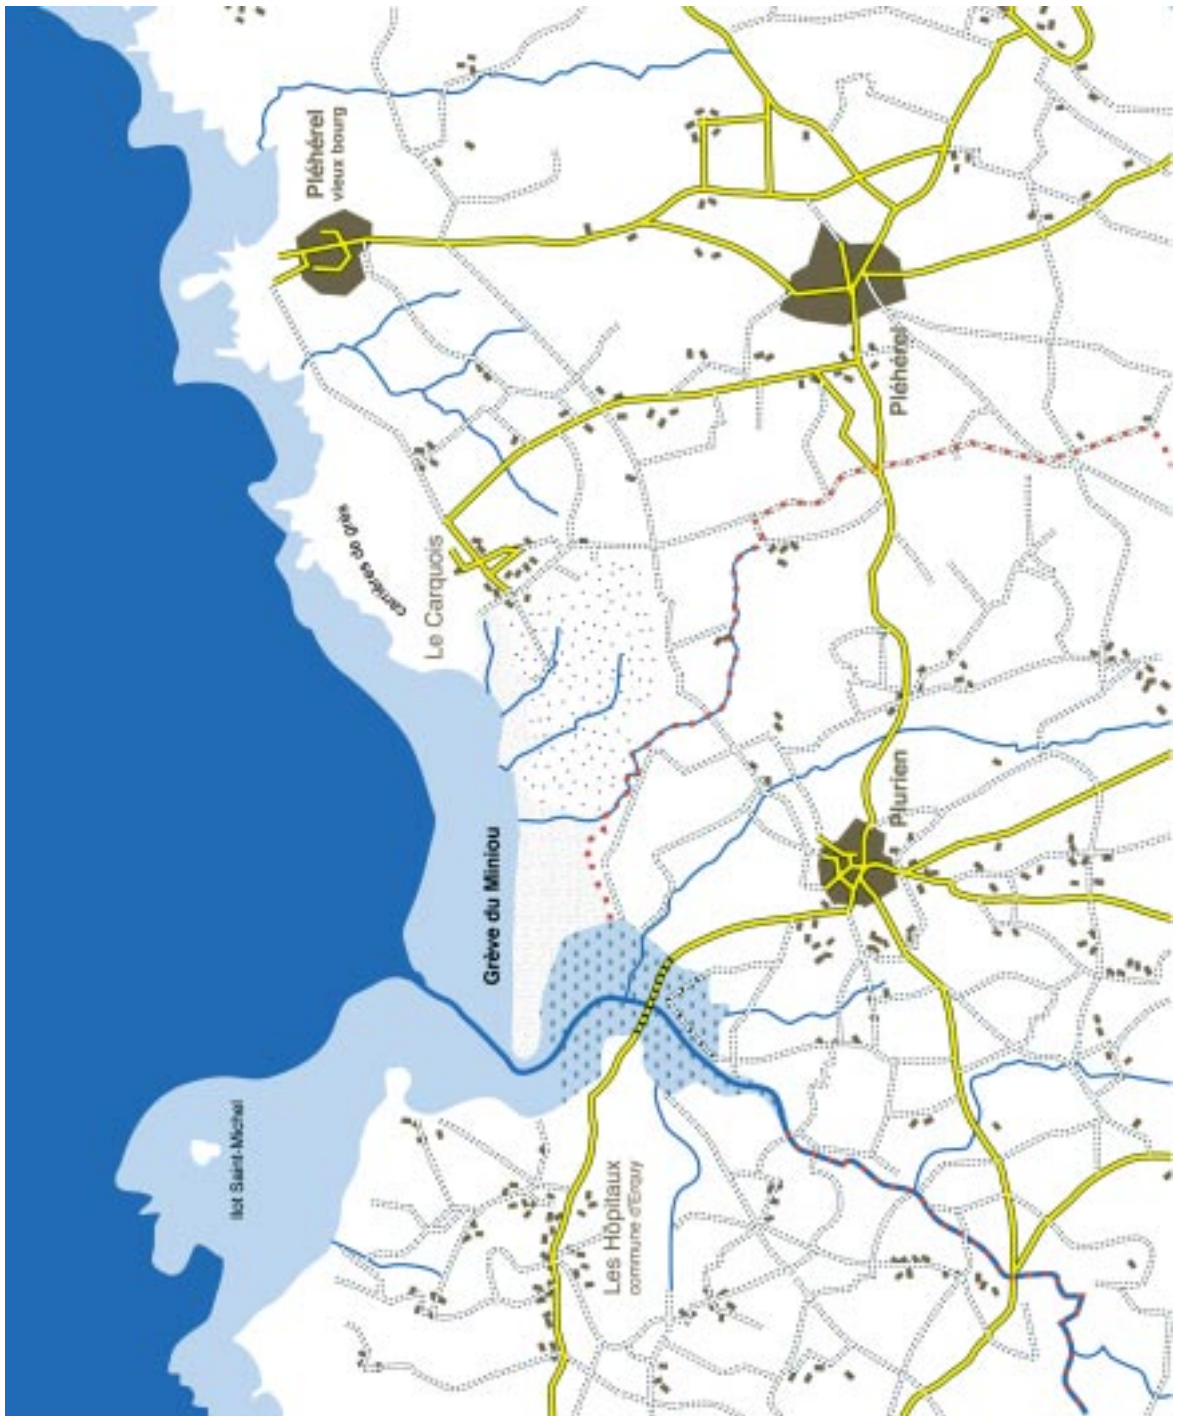 Pléhérel
vieux bourg
carrières de grès
Le Carquois
Pléhérel
Grève du Miniou
Plurien
Ilot Saint-Michel
Les Hôpitaux
commune d'Erquy